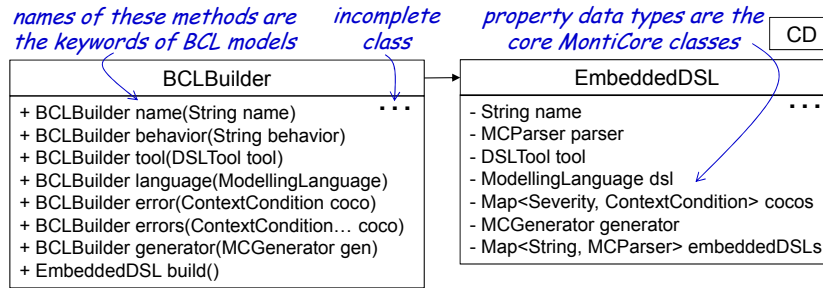 names of these methods are
the keywords of BCL models
incomplete
class
property data types are the
core MontiCore classes
CD
BCLBuilder
+ BCLBuilder name(String name)
...
+ BCLBuilder behavior(String behavior)
+ BCLBuilder tool(DSLTool tool)
+ BCLBuilder language(ModellingLanguage)
+ BCLBuilder error(ContextCondition coco)
+ BCLBuilder errors(ContextCondition... coco)
+ BCLBuilder generator(MCGenerator gen)
+ EmbeddedDSL build()
EmbeddedDSL
- String name
...
- MCParser parser
- DSLTool tool
- ModellingLanguage dsl
- Map<Severity, ContextCondition> cocos
- MCGenerator generator
- Map<String, MCParser> embeddedDSLs